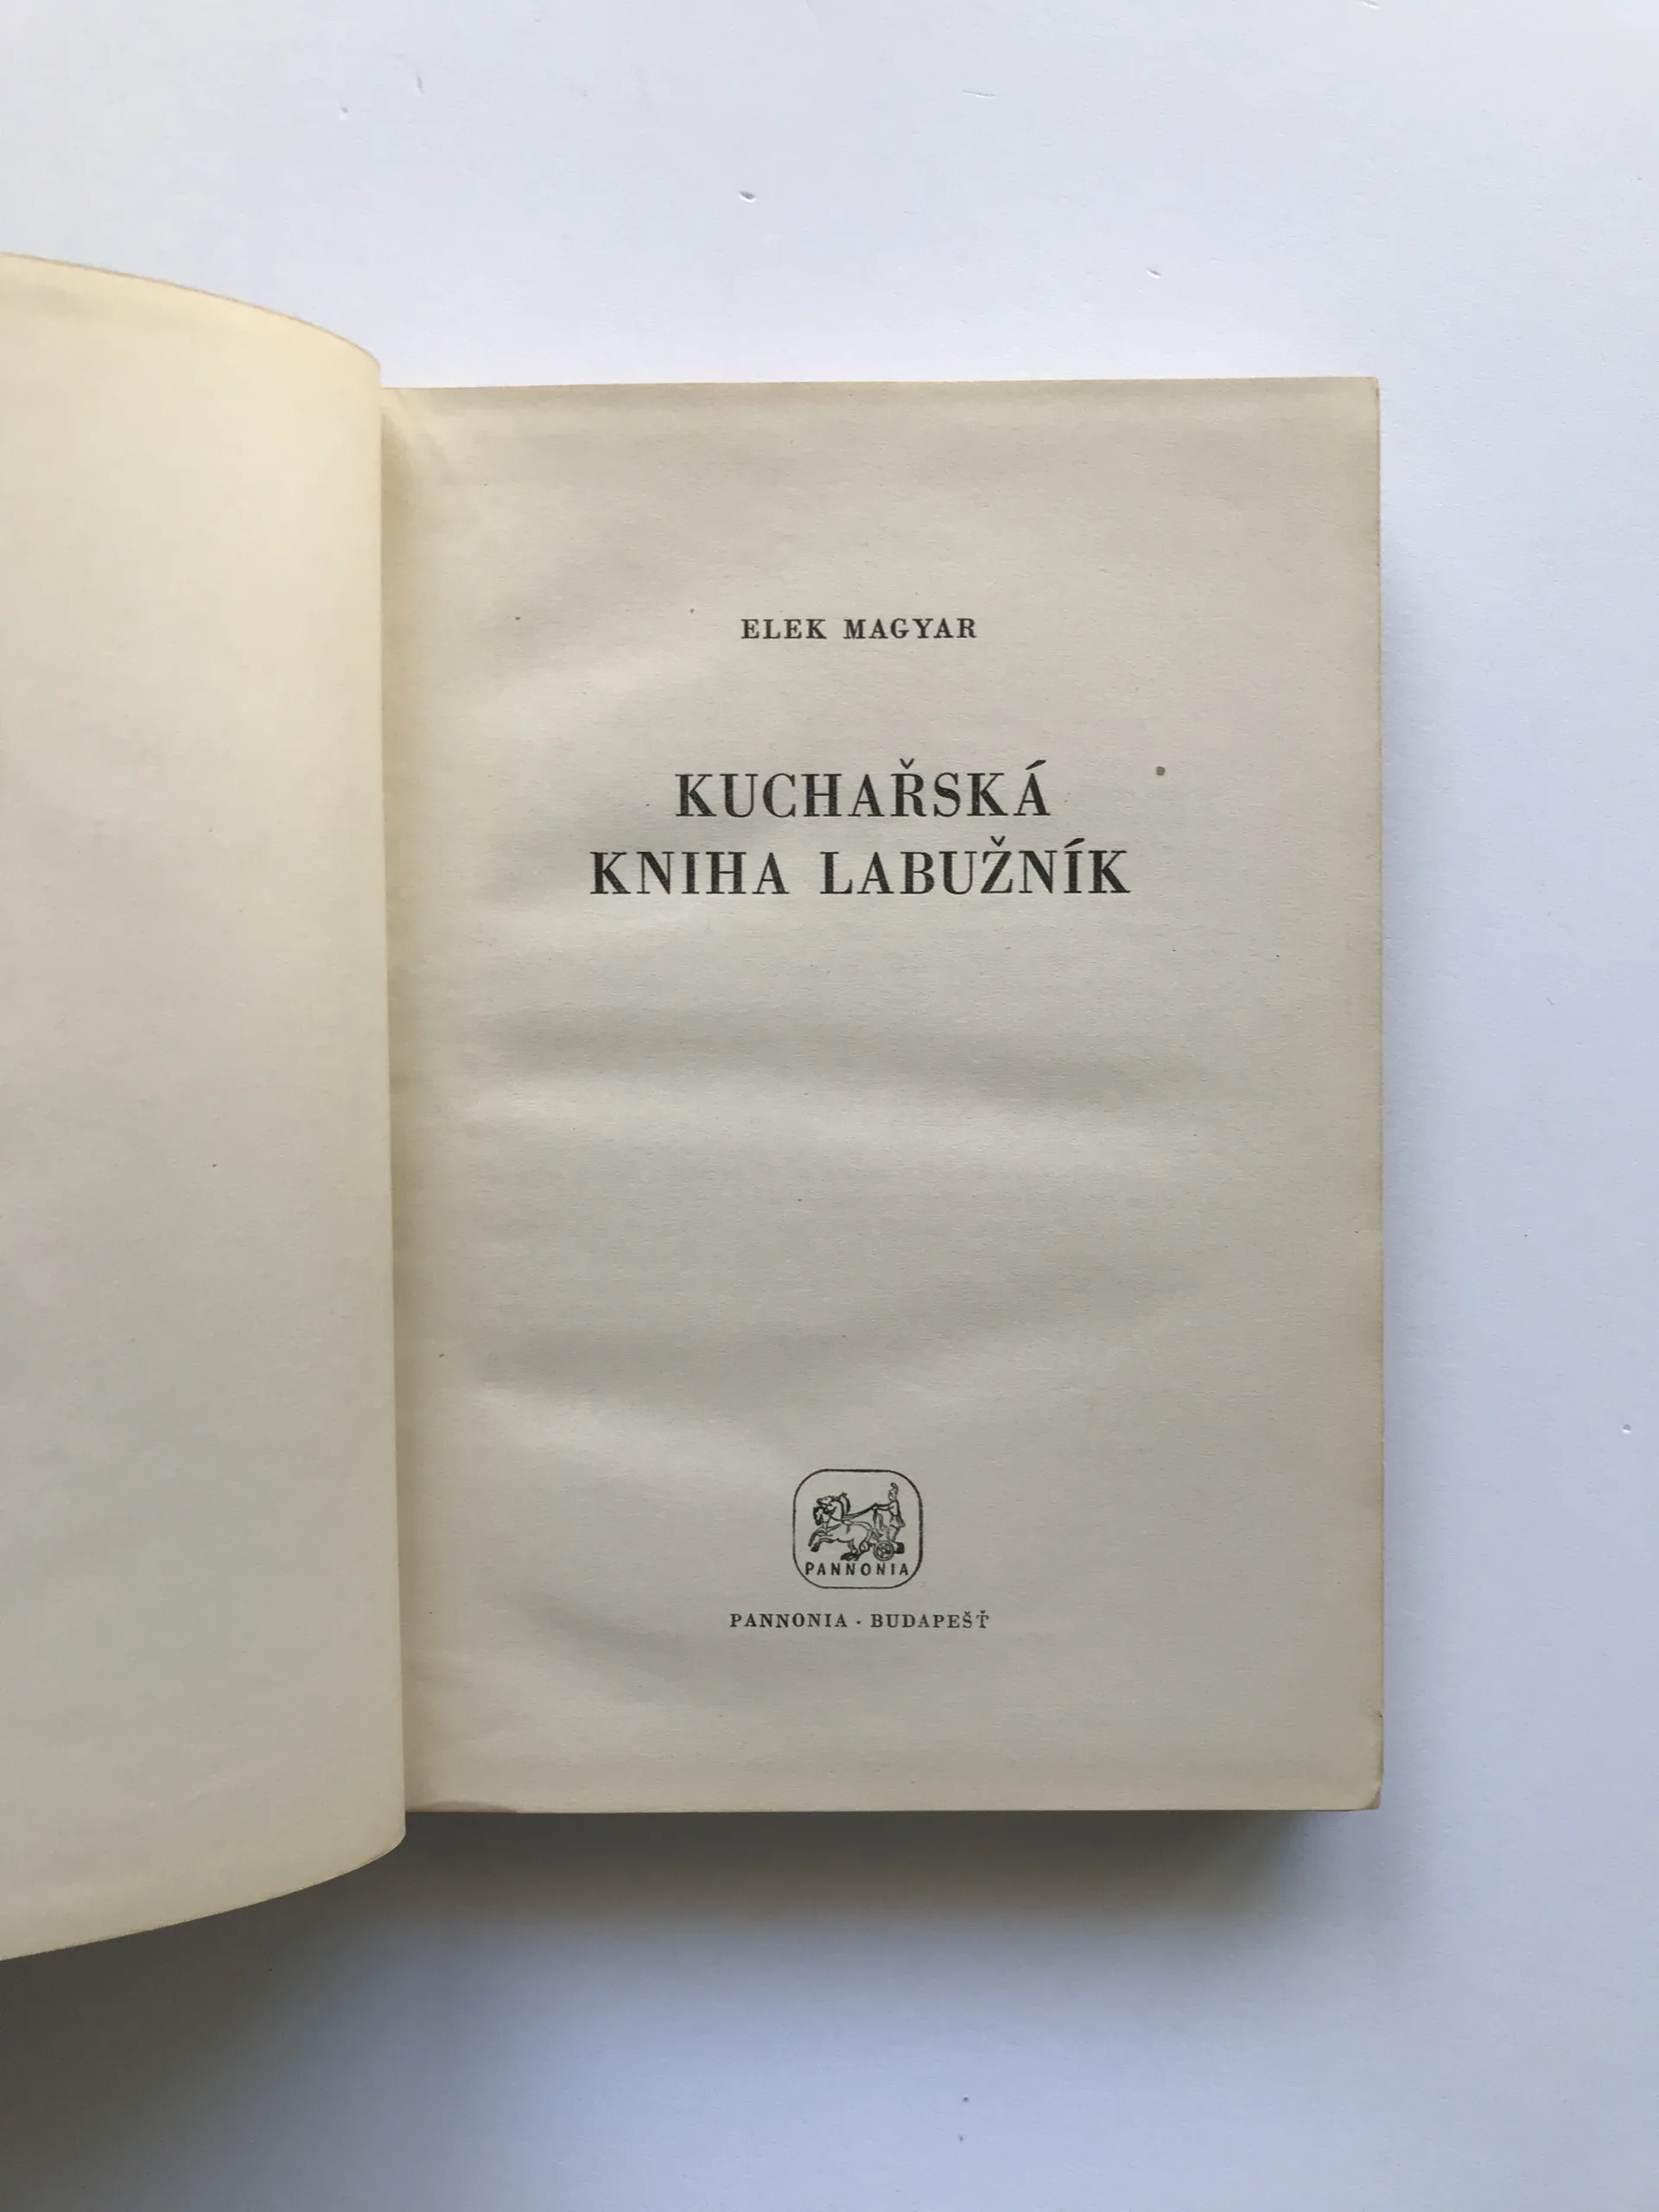 ELEK MAGYAR
KUCHAŘSKÁ
KNIHA LABUŽNÍK
PANNONIA
PANNONIA · BUDAPEŠŤ